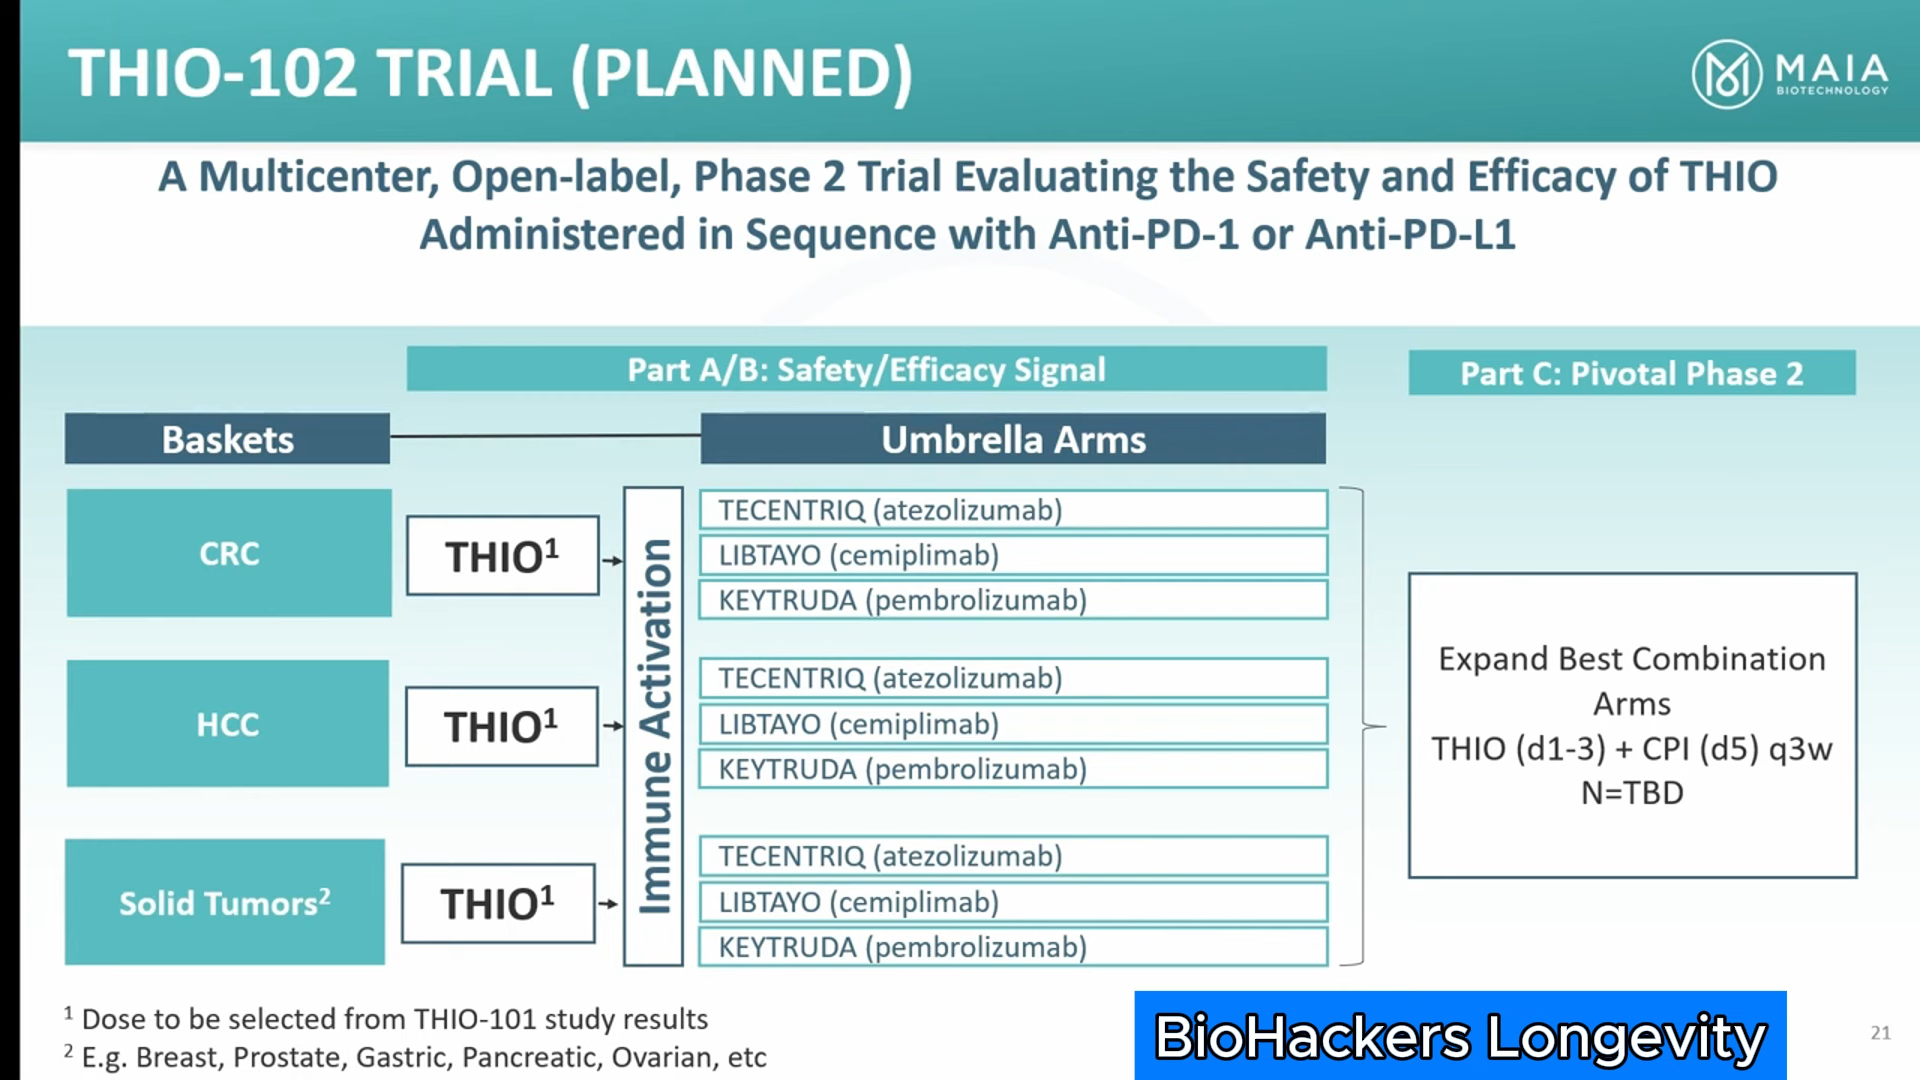 THIO-102 TRIAL (PLANNED)
MAIA
BIOTECHNOLOGY
A Multicenter, Open-label, Phase 2 Trial Evaluating the Safety and Efficacy of THIO
Administered in Sequence with Anti-PD-1 or Anti-PD-L1
Part A/B: Safety/Efficacy Signal
Part C: Pivotal Phase 2
Baskets
Umbrella Arms
CRC
THIO¹
Immune Activation
TECENTRIQ (atezolizumab)
LIBTAYO (cemiplimab)
KEYTRUDA (pembrolizumab)
HCC
THIO¹
TECENTRIQ (atezolizumab)
LIBTAYO (cemiplimab)
KEYTRUDA (pembrolizumab)
Solid Tumors²
THIO¹
TECENTRIQ (atezolizumab)
LIBTAYO (cemiplimab)
KEYTRUDA (pembrolizumab)
Expand Best Combination
Arms
THIO (d1-3) + CPI (d5) q3w
N=TBD
¹ Dose to be selected from THIO-101 study results
² E.g. Breast, Prostate, Gastric, Pancreatic, Ovarian, etc
BioHackers Longevity
21